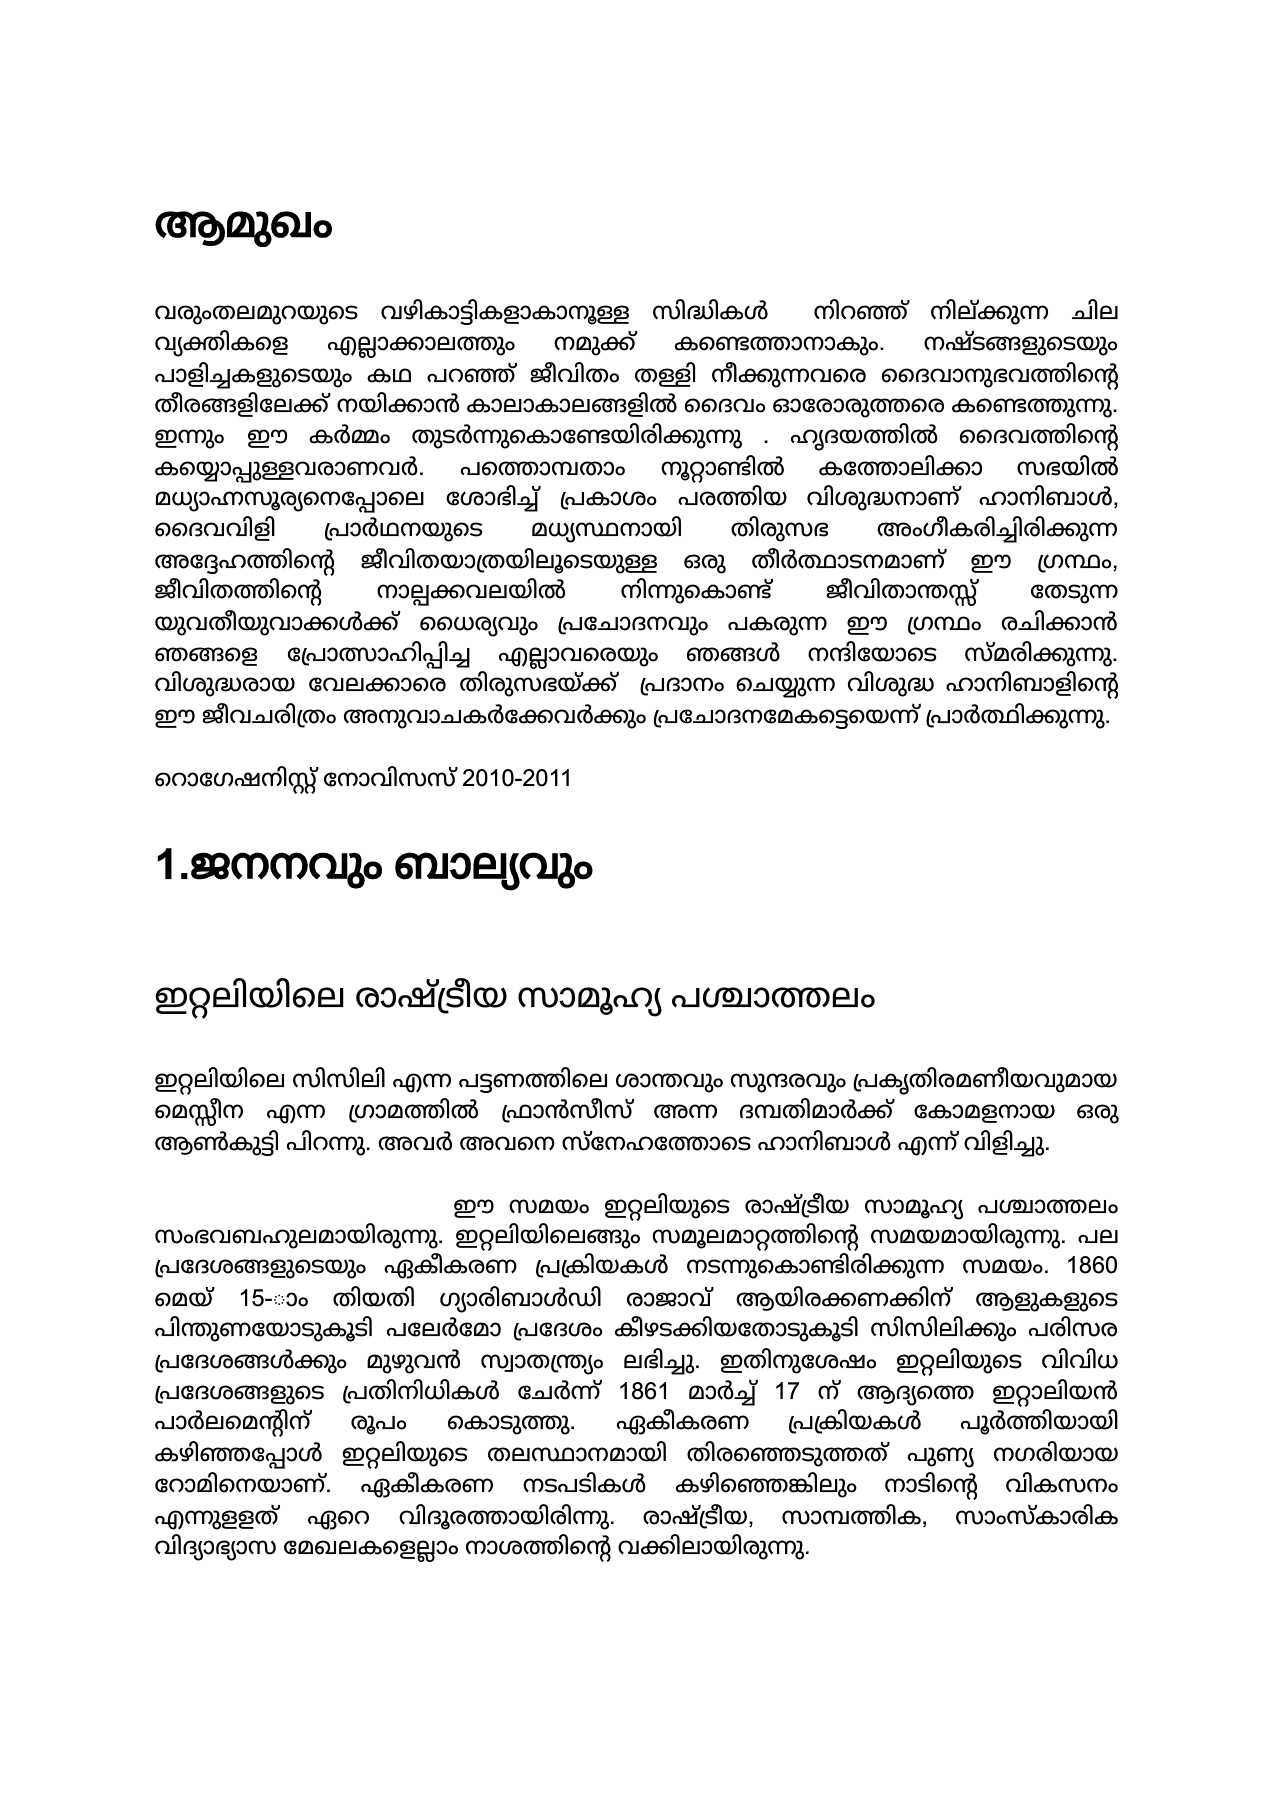 ആമുഖം
വരുംതലമുറയുടെ വഴികാട്ടികളാകാനൂള്ള സിദ്ധികൾ നിറഞ്ഞ് നില്ക്കുന്ന ചില
വ്യക്തികളെ എല്ലാക്കാലത്തും നമുക്ക് കണ്ടെത്താനാകും. നഷ്ടങ്ങളുടെയും
പാളിച്ചകളുടെയും കഥ പറഞ്ഞ് ജീവിതം തള്ളി നീക്കുന്നവരെ ദൈവാനുഭവത്തിന്റെ
തീരങ്ങളിലേക്ക് നയിക്കാൻ കാലാകാലങ്ങളിൽ ദൈവം ഓരോരുത്തരെ കണ്ടെത്തുന്നു.
ഇന്നും ഈ കർമ്മം തുടർന്നുകൊണ്ടേയിരിക്കുന്നു . ഹൃദയത്തിൽ ദൈവത്തിന്റെ
കയ്യൊപ്പുള്ളവരാണവർ. പത്തൊമ്പതാം നൂറ്റാണ്ടിൽ കത്തോലിക്കാ സഭയിൽ
മധ്യാഹ്നസൂര്യനെപ്പോലെ ശോഭിച്ച് പ്രകാശം പരത്തിയ വിശുദ്ധനാണ് ഹാനിബാൾ,
ദൈവവിളി പ്രാർഥനയുടെ മധ്യസ്ഥനായി തിരുസഭ അംഗീകരിച്ചിരിക്കുന്ന
അദ്ദേഹത്തിന്റെ ജീവിതയാത്രയിലൂടെയുള്ള ഒരു തീർത്ഥാടനമാണ് ഈ ഗ്രന്ഥം,
ജീവിതത്തിന്റെ നാല്പക്കവലയിൽ നിന്നുകൊണ്ട് ജീവിതാന്തസ്സ് തേടുന്ന
യുവതീയുവാക്കൾക്ക് ധൈര്യവും പ്രചോദനവും പകരുന്ന ഈ ഗ്രന്ഥം രചിക്കാൻ
ഞങ്ങളെ പ്രോത്സാഹിപ്പിച്ച എല്ലാവരെയും ഞങ്ങൾ നന്ദിയോടെ സ്മരിക്കുന്നു.
വിശുദ്ധരായ വേലക്കാരെ തിരുസഭയ്ക്ക് പ്രദാനം ചെയ്യുന്ന വിശുദ്ധ ഹാനിബാളിന്റെ
ഈ ജീവചരിത്രം അനുവാചകർക്കേവർക്കും പ്രചോദനമേകട്ടെയെന്ന് പ്രാർത്ഥിക്കുന്നു.
റൊഗേഷനിസ്റ്റ് നോവിസസ് 2010-2011
1.ജനനവും ബാല്യവും
ഇറ്റലിയിലെ രാഷ്ട്രീയ സാമൂഹ്യ പശ്ചാത്തലം
ഇറ്റലിയിലെ സിസിലി എന്ന പട്ടണത്തിലെ ശാന്തവും സുന്ദരവും പ്രകൃതിരമണീയവുമായ
മെസ്സീന എന്ന ഗ്രാമത്തിൽ ഫ്രാൻസീസ് അന്ന ദമ്പതിമാർക്ക് കോമളനായ ഒരു
ആൺകുട്ടി പിറന്നു. അവർ അവനെ സ്നേഹത്തോടെ ഹാനിബാൾ എന്ന് വിളിച്ചു.
ഈ സമയം ഇറ്റലിയുടെ രാഷ്ട്രീയ സാമൂഹ്യ പശ്ചാത്തലം
സംഭവബഹുലമായിരുന്നു. ഇറ്റലിയിലെങ്ങും സമൂലമാറ്റത്തിന്റെ സമയമായിരുന്നു. പല
പ്രദേശങ്ങളുടെയും ഏകീകരണ പ്രക്രിയകൾ നടന്നുകൊണ്ടിരിക്കുന്ന സമയം. 1860
മെയ് 15-ാം തിയതി ഗ്യാരിബാൾഡി രാജാവ് ആയിരക്കണക്കിന് ആളുകളുടെ
പിന്തുണയോടുകൂടി പലേർമോ പ്രദേശം കീഴടക്കിയതോടുകൂടി സിസിലിക്കും പരിസര
പ്രദേശങ്ങൾക്കും മുഴുവൻ സ്വാതന്ത്ര്യം ലഭിച്ചു. ഇതിനുശേഷം ഇറ്റലിയുടെ വിവിധ
പ്രദേശങ്ങളുടെ പ്രതിനിധികൾ ചേർന്ന് 1861 മാർച്ച് 17 ന് ആദ്യത്തെ ഇറ്റാലിയൻ
പാർലമെന്റിന് രൂപം കൊടുത്തു. ഏകീകരണ പ്രക്രിയകൾ പൂർത്തിയായി
കഴിഞ്ഞപ്പോൾ ഇറ്റലിയുടെ തലസ്ഥാനമായി തിരഞ്ഞെടുത്തത് പുണ്യ നഗരിയായ
റോമിനെയാണ്. ഏകീകരണ നടപടികൾ കഴിഞ്ഞെങ്കിലും നാടിന്റെ വികസനം
എന്നുളളത് ഏറെ വിദൂരത്തായിരിന്നു. രാഷ്ട്രീയ, സാമ്പത്തിക, സാംസ്കാരിക
വിദ്യാഭ്യാസ മേഖലകളെല്ലാം നാശത്തിന്റെ വക്കിലായിരുന്നു.